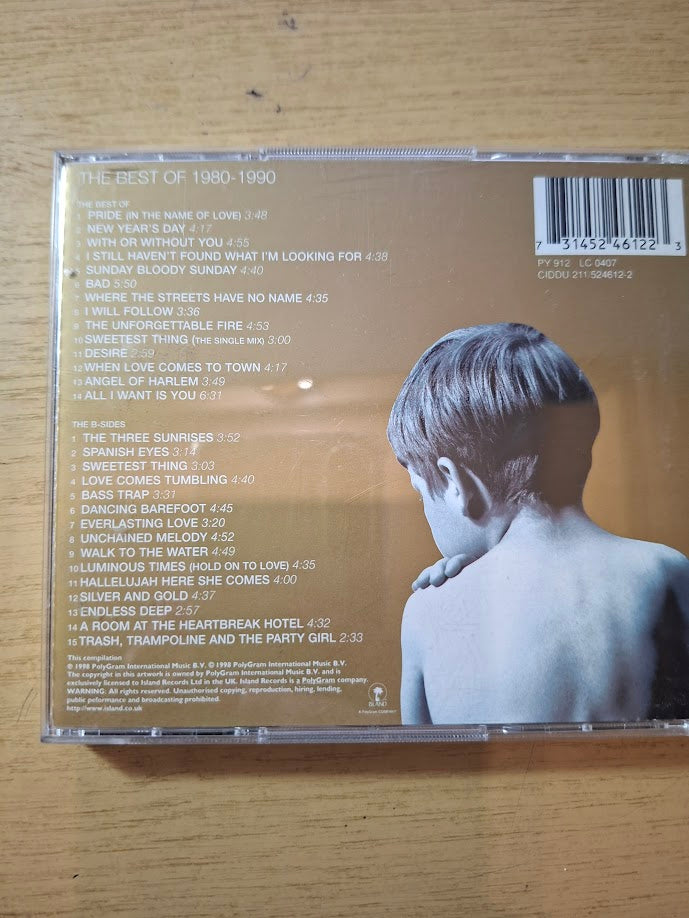 THE BEST OF 1980-1990
THE BEST OF
1 PRIDE (IN THE NAME OF LOVE) 3:48
2 NEW YEAR'S DAY 4:17
3 WITH OR WITHOUT YOU 4:55
4 I STILL HAVEN'T FOUND WHAT I'M LOOKING FOR 4:38
5 SUNDAY BLOODY SUNDAY 4:40
6 BAD 5:50
7 WHERE THE STREETS HAVE NO NAME 4:35
8 I WILL FOLLOW 3:36
9 THE UNFORGETTABLE FIRE 4:53
10 SWEETEST THING (THE SINGLE MIX) 3:00
11 DESIRE 2:59
12 WHEN LOVE COMES TO TOWN 4:17
13 ANGEL OF HARLEM 3:49
14 ALL I WANT IS YOU 6:31
THE B-SIDES
1 THE THREE SUNRISES 3:52
2 SPANISH EYES 3:14
3 SWEETEST THING 3:03
4 LOVE COMES TUMBLING 4:40
5 BASS TRAP 3:31
6 DANCING BAREFOOT 4:45
7 EVERLASTING LOVE 3:20
8 UNCHAINED MELODY 4:52
9 WALK TO THE WATER 4:49
10 LUMINOUS TIMES (HOLD ON TO LOVE) 4:35
11 HALLELUJAH HERE SHE COMES 4:00
12 SILVER AND GOLD 4:37
13 ENDLESS DEEP 2:57
14 A ROOM AT THE HEARTBREAK HOTEL 4:32
15 TRASH, TRAMPOLINE AND THE PARTY GIRL 2:33
This compilation
℗ 1998 PolyGram International Music B.V. © 1998 PolyGram International Music B.V.
The copyright in this artwork is owned by PolyGram International Music B.V. and is
exclusively licensed to Island Records Ltd in the UK. Island Records is a PolyGram company.
WARNING: All rights reserved. Unauthorised copying, reproduction, hiring, lending,
public peformance and broadcasting prohibited.
http://www.island.co.uk
7 31452 46122 3
PY 912 LC 0407
CIDDU 211 524612-2
ISLAND
A PolyGram COMPANY